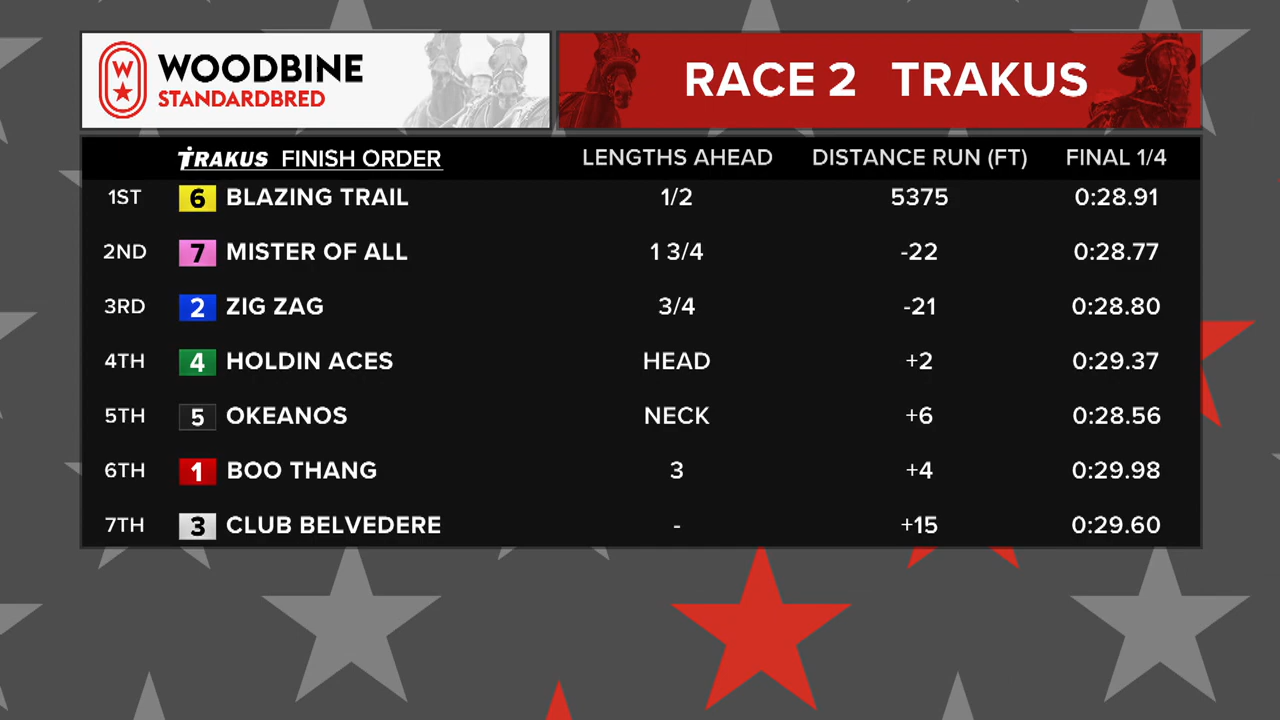 W
WOODBINE
STANDARDBRED
RACE 2 TRAKUS
TRAKUS FINISH ORDER LENGTHS AHEAD DISTANCE RUN (FT) FINAL 1/4
1ST 6 BLAZING TRAIL 1/2 5375 0:28.91
2ND 7 MISTER OF ALL 1 3/4 -22 0:28.77
3RD 2 ZIG ZAG 3/4 -21 0:28.80
4TH 4 HOLDIN ACES HEAD +2 0:29.37
5TH 5 OKEANOS NECK +6 0:28.56
6TH 1 BOO THANG 3 +4 0:29.98
7TH 3 CLUB BELVEDERE - +15 0:29.60